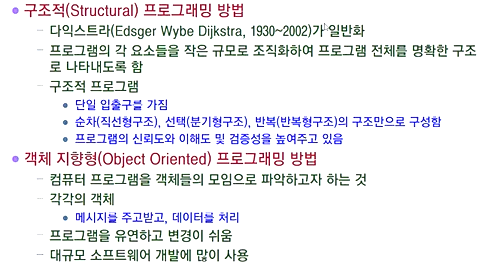 구조적(Structural) 프로그래밍 방법
다익스트라(Edsger Wybe Dijkstra, 1930~2002)가 일반화
프로그램의 각 요소들을 작은 규모로 조직화하여 프로그램 전체를 명확한 구조
로 나타내도록 함
구조적 프로그램
단일 입출구를 가짐
순차(직선형구조), 선택(분기형구조), 반복(반복형구조)의 구조만으로 구성함
프로그램의 신뢰도와 이해도 및 검증성을 높여주고 있음
객체 지향형(Object Oriented) 프로그래밍 방법
컴퓨터 프로그램을 객체들의 모임으로 파악하고자 하는 것
각각의 객체
메시지를 주고받고, 데이터를 처리
프로그램을 유연하고 변경이 쉬움
대규모 소프트웨어 개발에 많이 사용